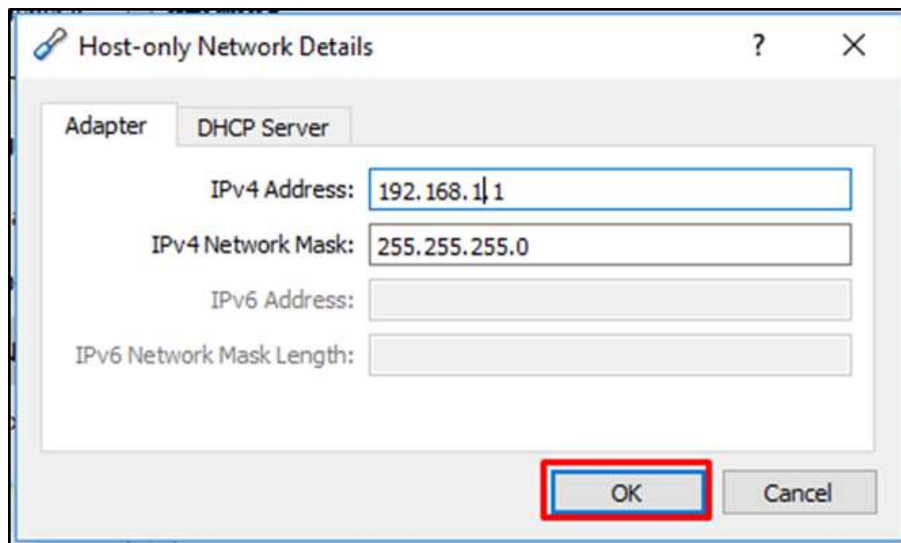 Host-only Network Details
?
Adapter
DHCP Server
IPv4 Address: 192.168.1.1
IPv4 Network Mask: 255.255.255.0
IPv6 Address:
IPv6 Network Mask Length:
OK
Cancel